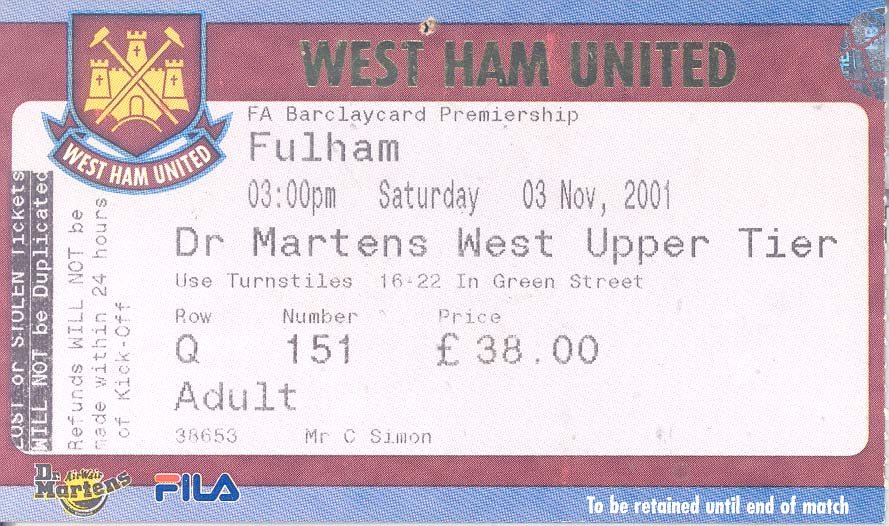 WEST HAM UNITED
WEST HAM UNITED
FA Barclaycard Premiership
Fulham
03:00pm Saturday 03 Nov, 2001
Dr Martens West Upper Tier
Use Turnstiles 16-22 In Green Street
Row Number Price
Q 151 £ 38.00
Adult
38653 Mr C Simon
LOST or STOLEN Tickets
WILL NOT be Duplicated
Refunds WILL NOT be
made within 24 hours
of Kick-Off
Dr. Martens
AirWair
FILA
To be retained until end of match